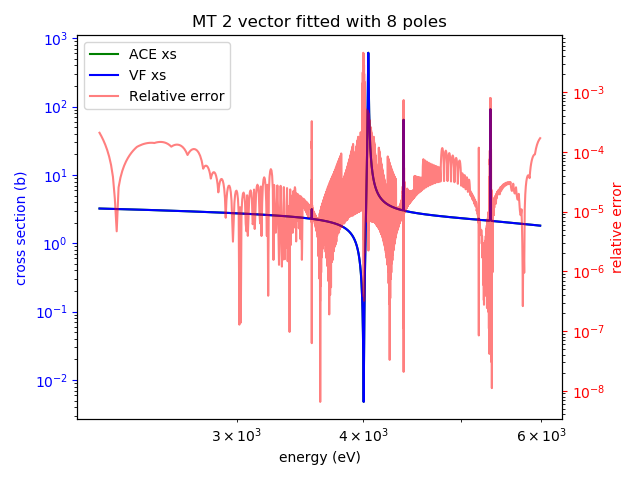 MT 2 vector fitted with 8 poles
ACE xs
VF xs
Relative error
cross section (b)
10³
10²
10¹
10⁰
10⁻¹
10⁻²
relative error
10⁻³
10⁻⁴
10⁻⁵
10⁻⁶
10⁻⁷
10⁻⁸
3 × 10³ 4 × 10³ 6 × 10³
energy (eV)